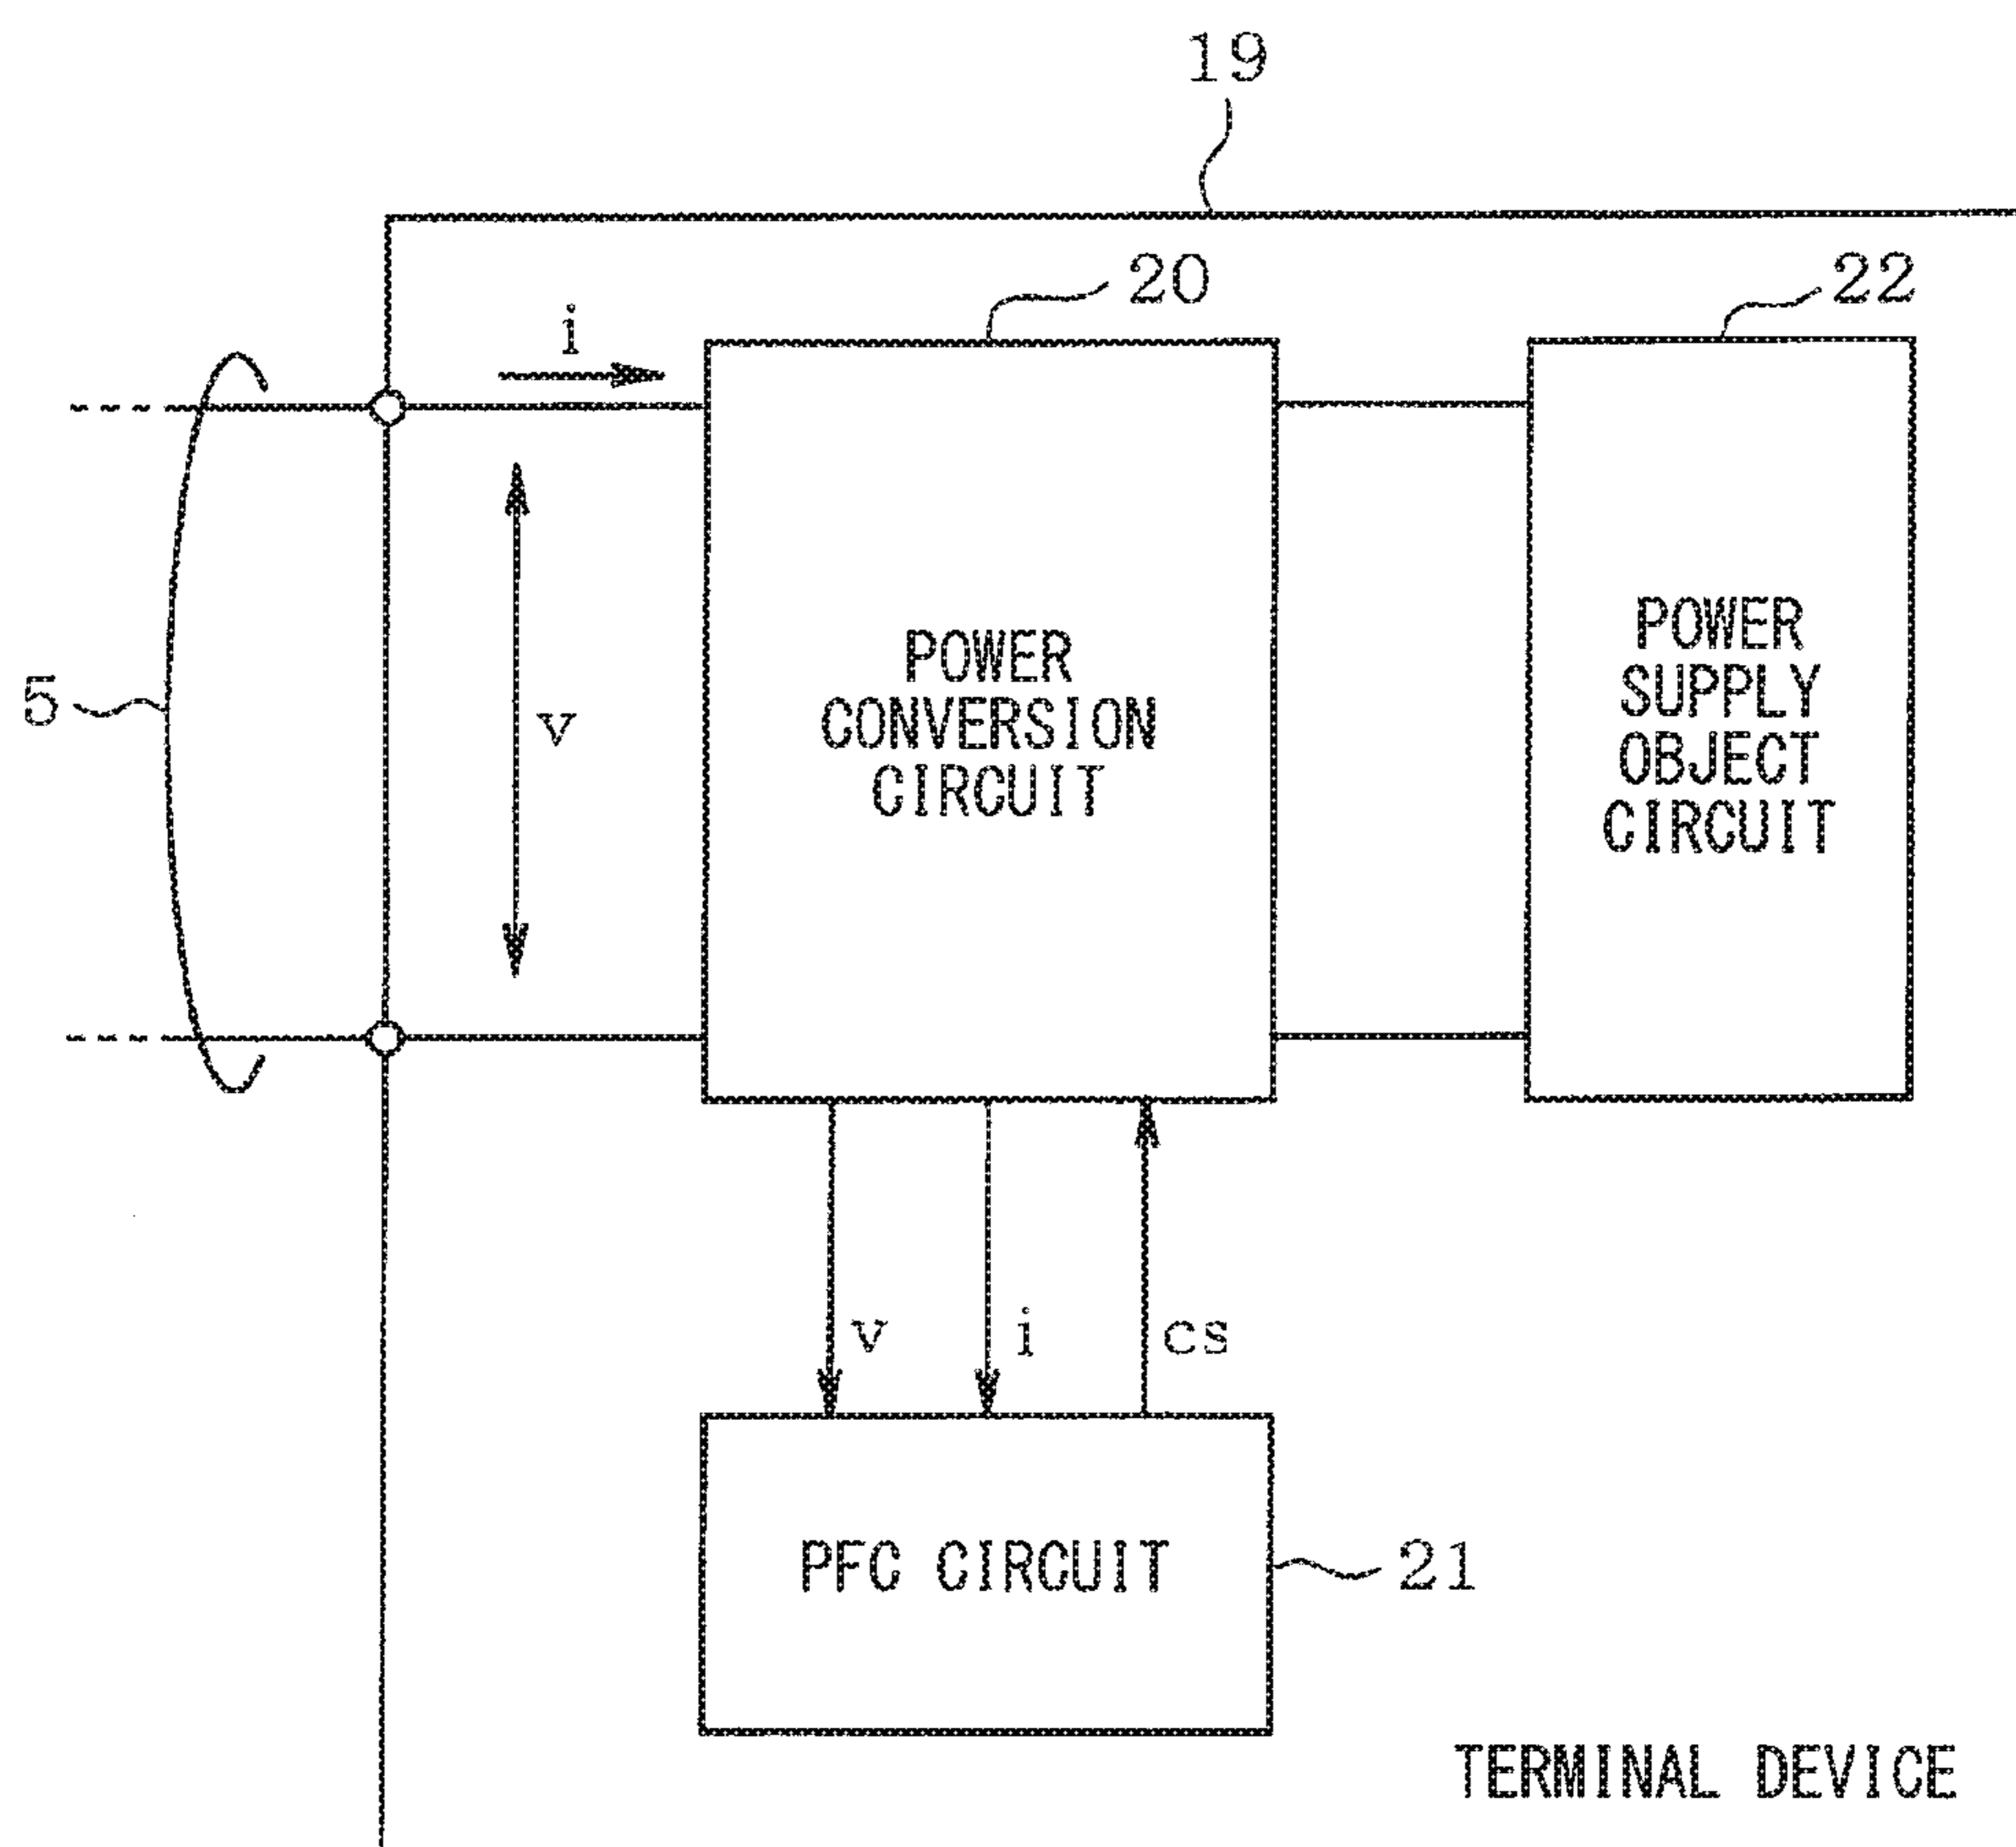 19
20
22
i
5
v
POWER
CONVERSION
CIRCUIT
POWER
SUPPLY
OBJECT
CIRCUIT
v
i
cs
PFC CIRCUIT
21
TERMINAL DEVICE